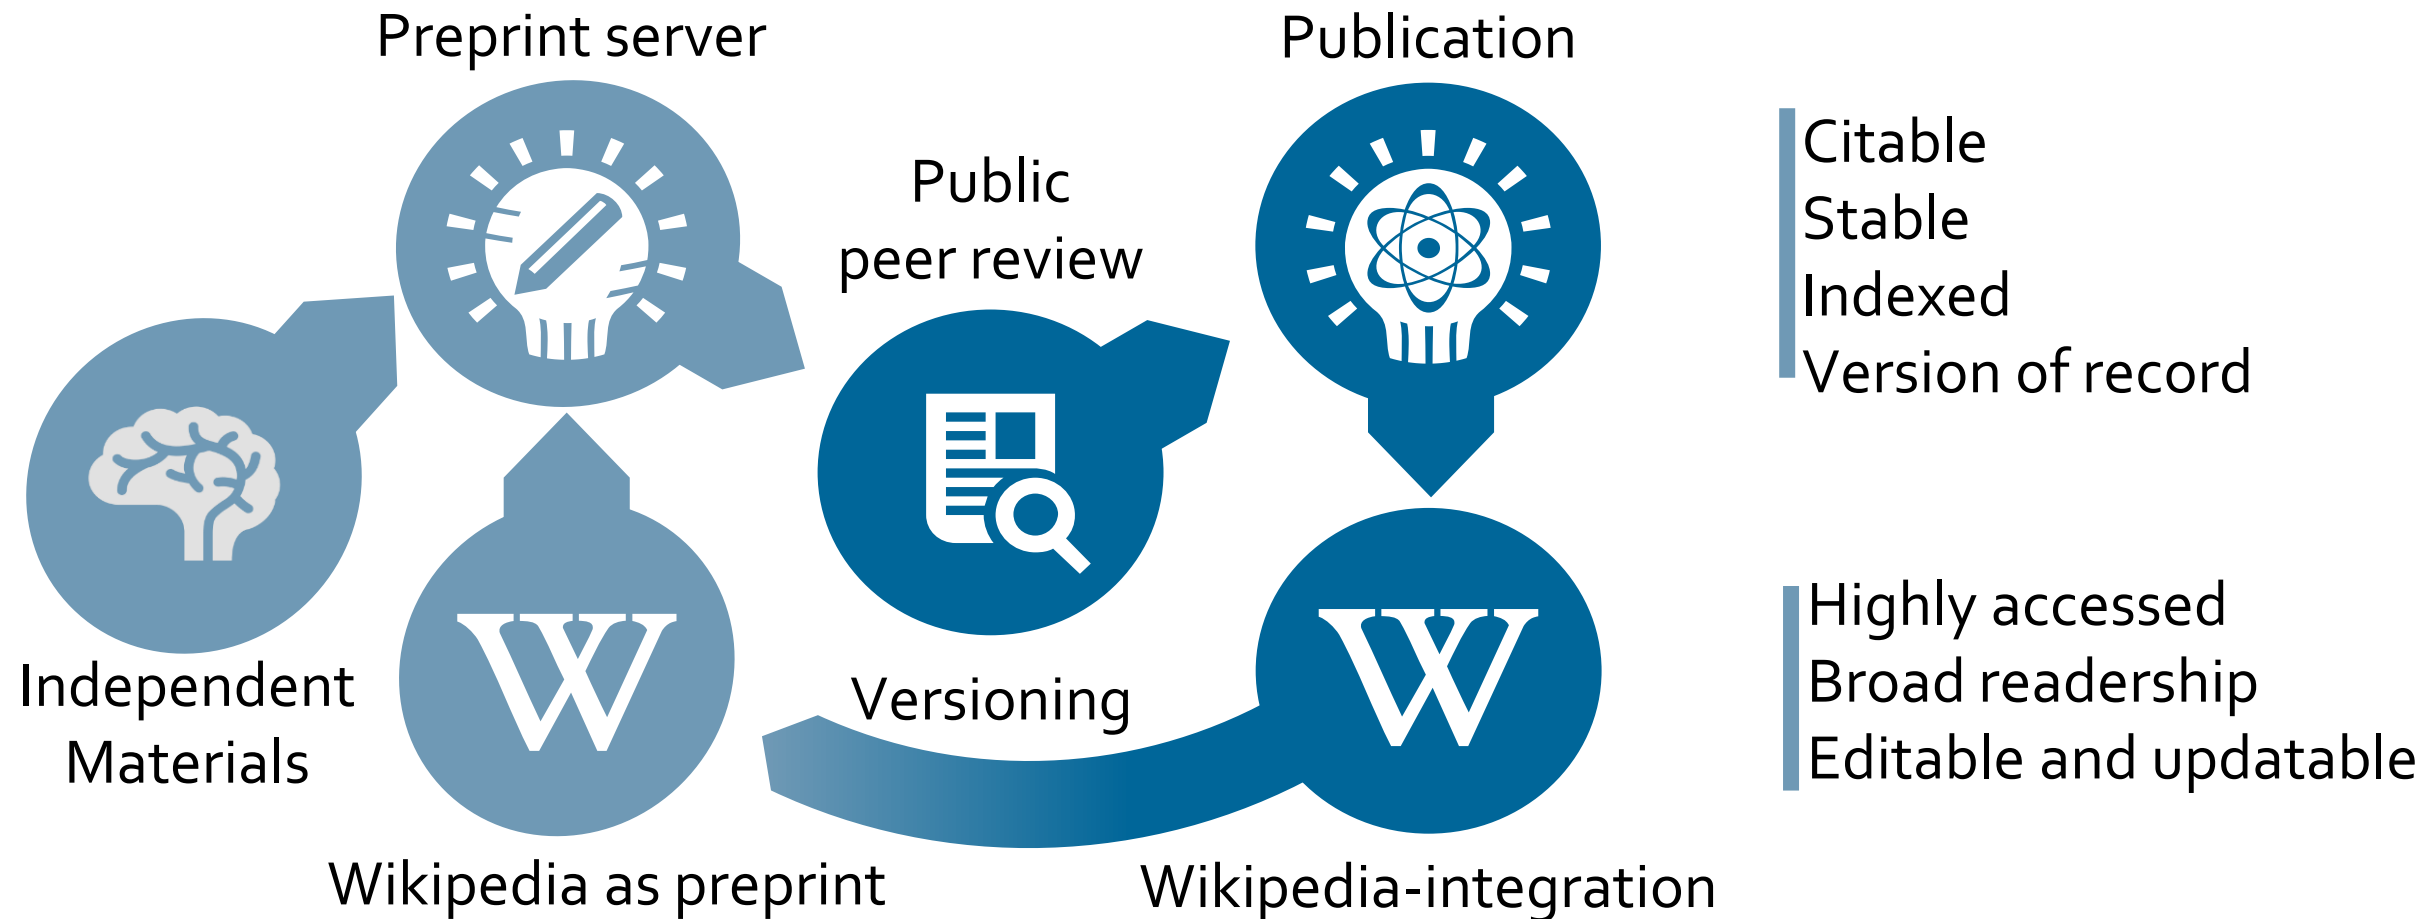 Preprint server
Publication
Public
peer review
Citable
Stable
Indexed
Version of record
Independent
Materials
W
Versioning
W
Highly accessed
Broad readership
Editable and updatable
Wikipedia as preprint
Wikipedia-integration